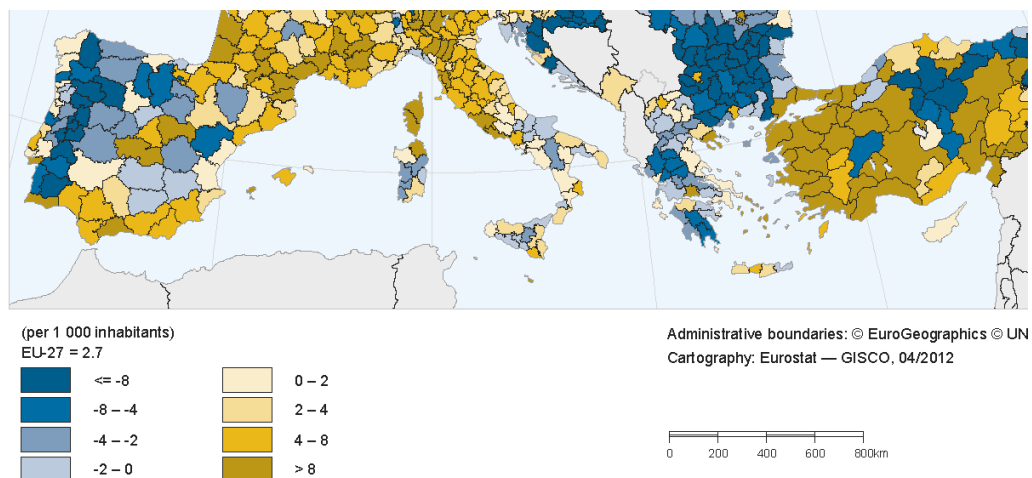 (per 1 000 inhabitants)
EU-27 = 2.7
<= -8
-8 – -4
-4 – -2
-2 – 0
0 – 2
2 – 4
4 – 8
> 8
Administrative boundaries: © EuroGeographics © UN
Cartography: Eurostat — GISCO, 04/2012
0 200 400 600 800km